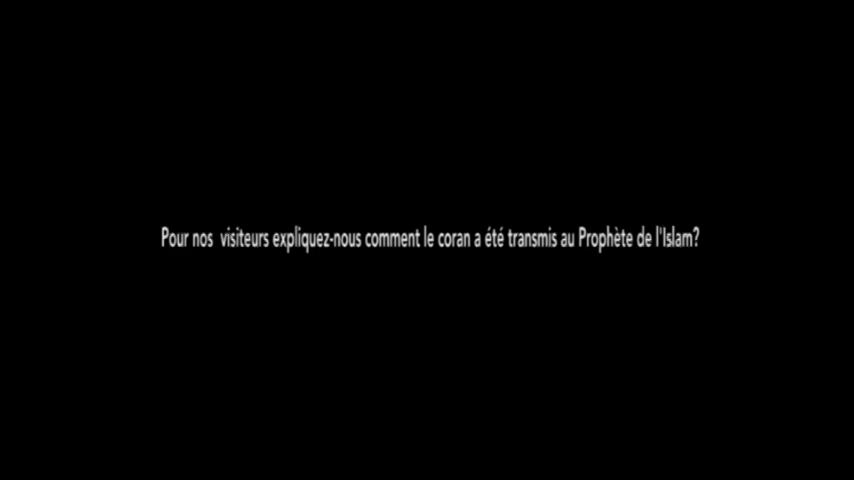 Pour nos  visiteurs expliquez-nous comment le coran a été transmis au Prophète de l'Islam?